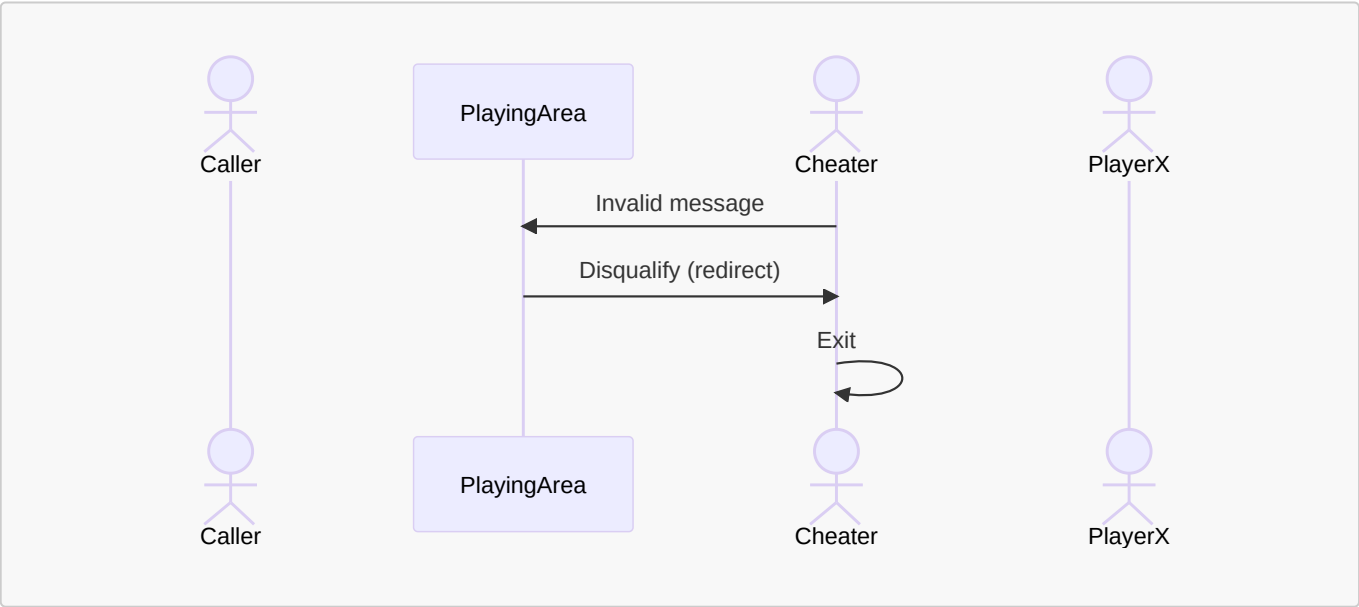 Caller
PlayingArea
Cheater
PlayerX
Invalid message
Disqualify (redirect)
Exit
Caller
PlayingArea
Cheater
PlayerX